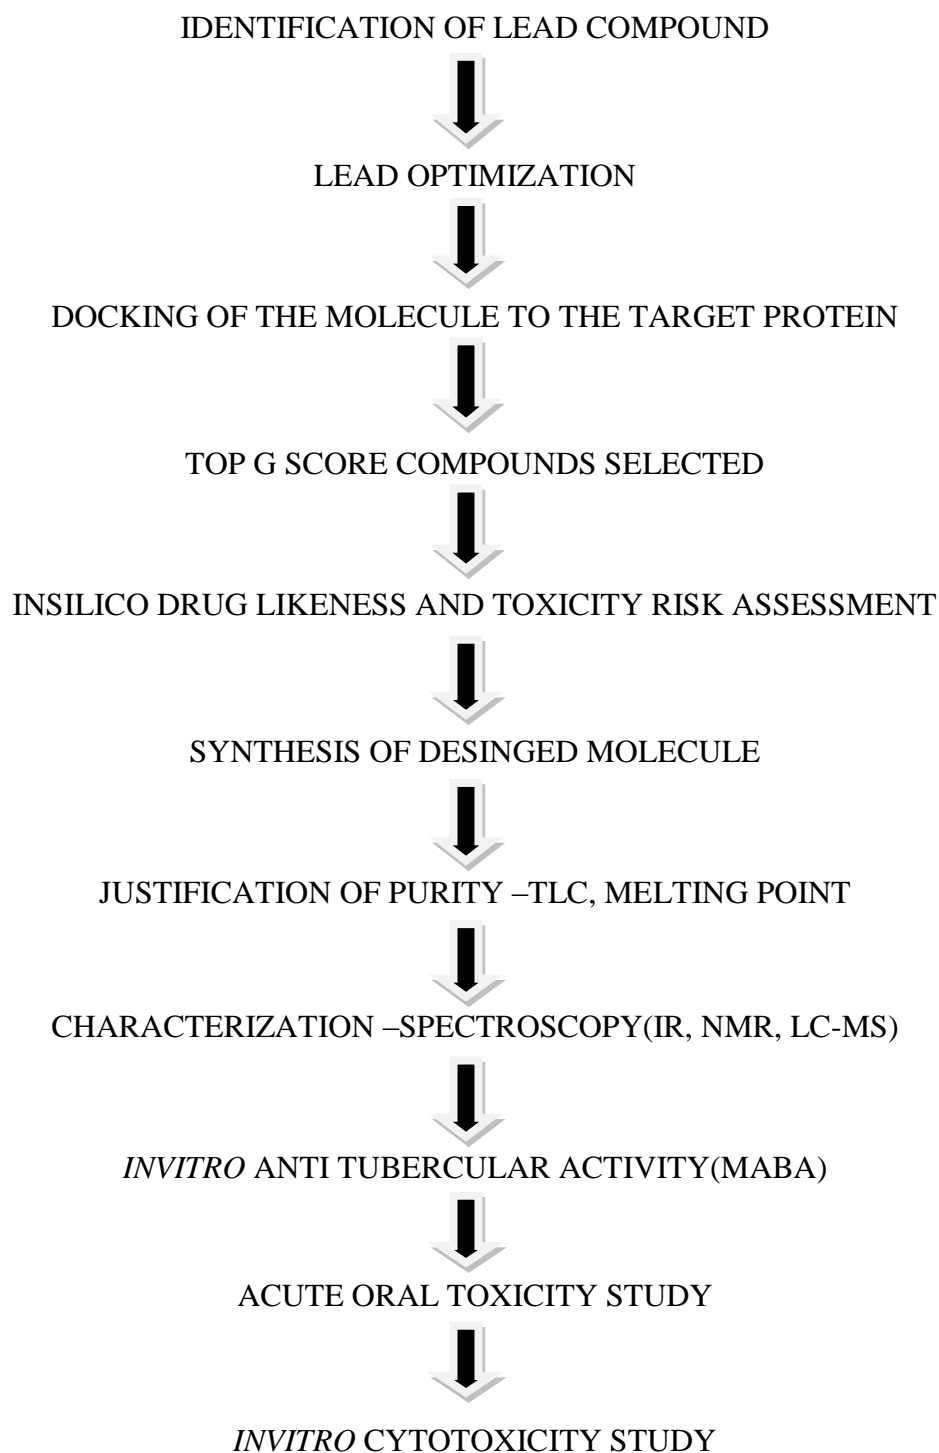 IDENTIFICATION OF LEAD COMPOUND
LEAD OPTIMIZATION
DOCKING OF THE MOLECULE TO THE TARGET PROTEIN
TOP G SCORE COMPOUNDS SELECTED
INSILICO DRUG LIKENESS AND TOXICITY RISK ASSESSMENT
SYNTHESIS OF DESINGED MOLECULE
JUSTIFICATION OF PURITY –TLC, MELTING POINT
CHARACTERIZATION –SPECTROSCOPY(IR, NMR, LC-MS)
INVITRO ANTI TUBERCULAR ACTIVITY(MABA)
ACUTE ORAL TOXICITY STUDY
INVITRO CYTOTOXICITY STUDY